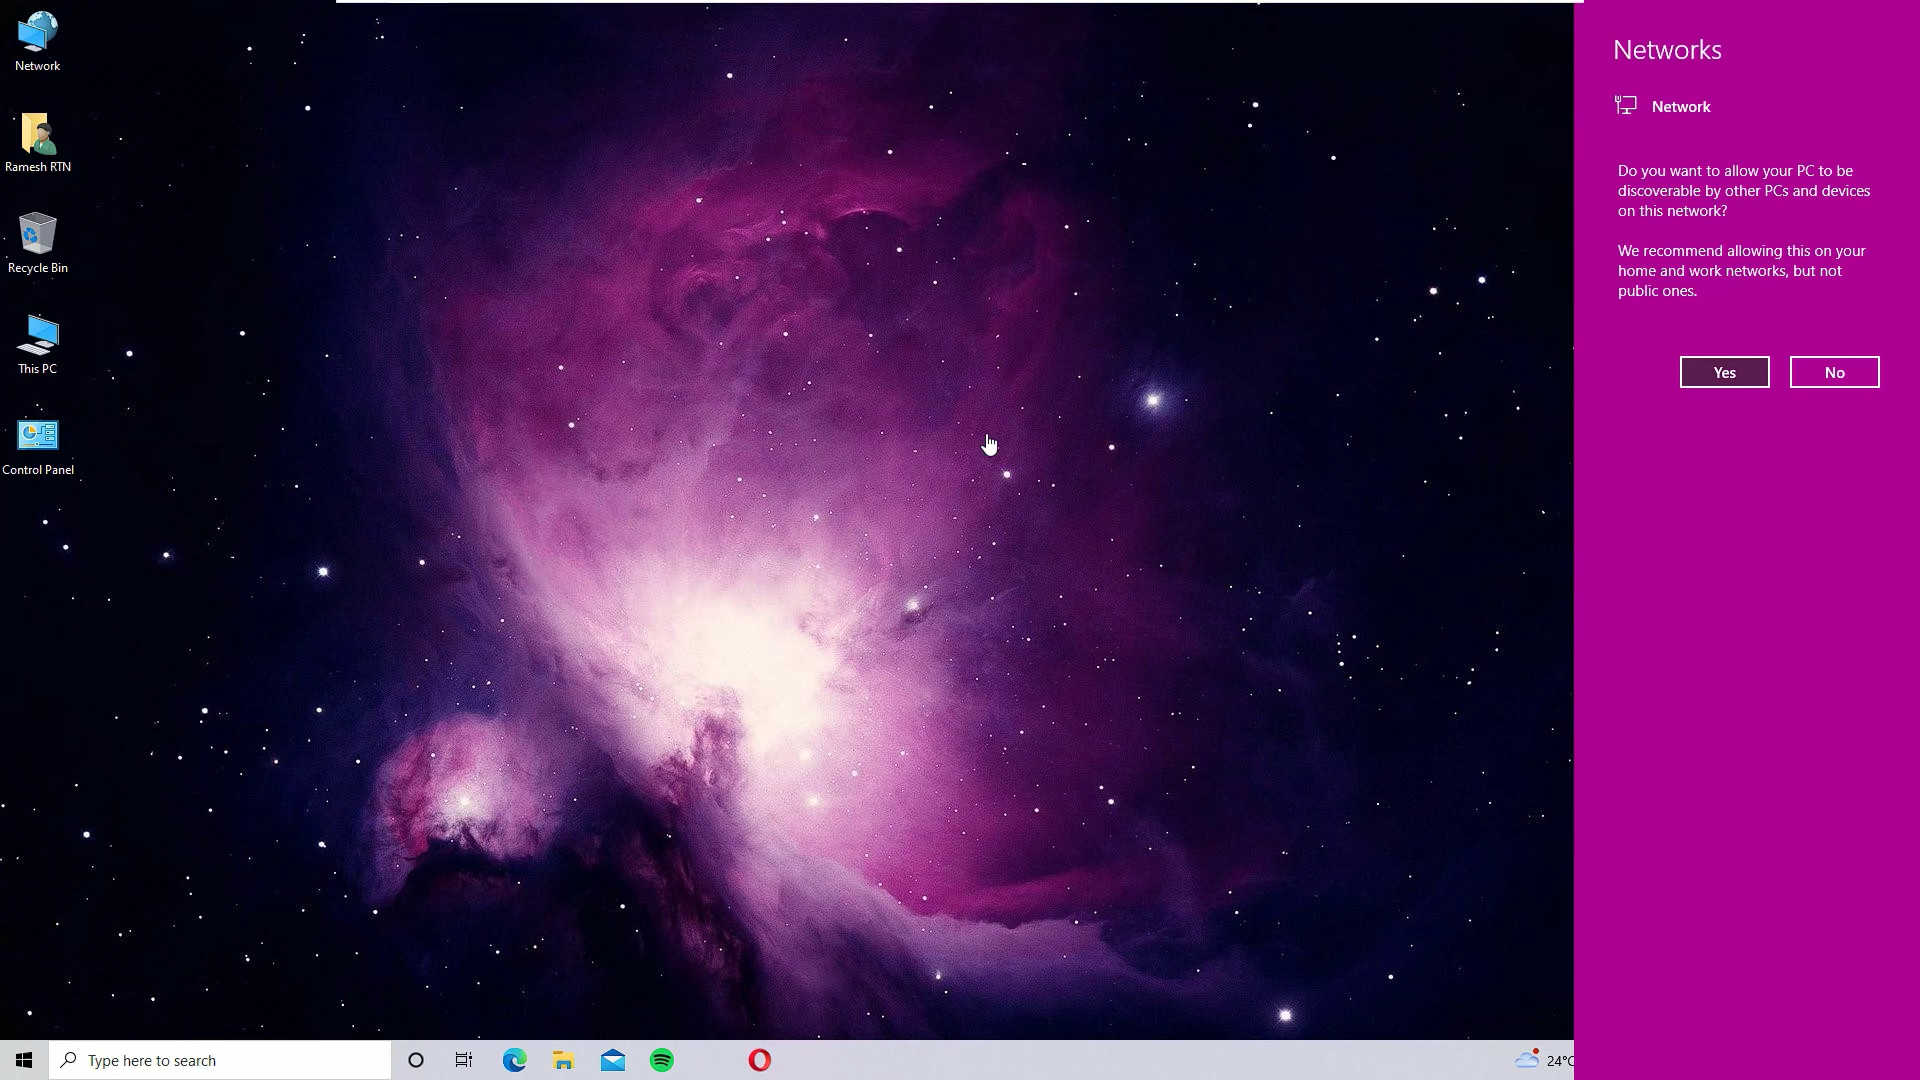 Network
Ramesh RTN
Recycle Bin
This PC
Control Panel
Networks
Network
Do you want to allow your PC to be
discoverable by other PCs and devices
on this network?
We recommend allowing this on your
home and work networks, but not
public ones.
Yes
No
Type here to search
24°C